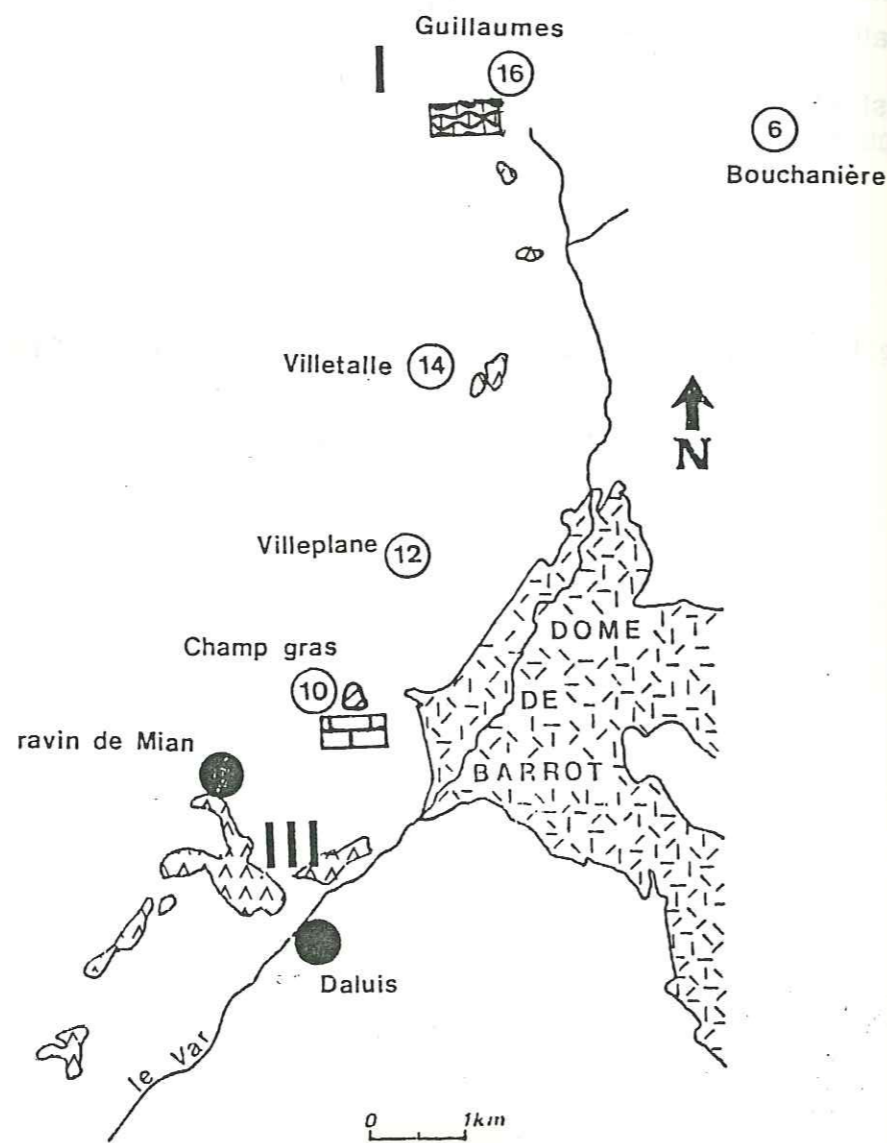 Guillaumes
I
16
6
Bouchanière
Villetalle 14
N
Villeplane 12
DOME
Champ gras
DE
10
ravin de Mian
BARROT
III
Daluis
le Var
0 1km